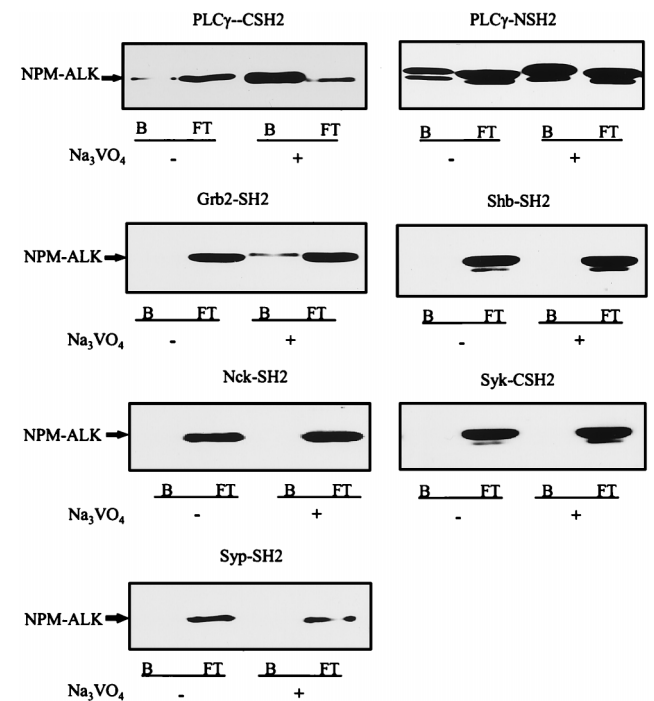 PLCγ--CSH2 PLCγ-NSH2
NPM-ALK
B FT B FT B FT B FT
Na₃VO₄ - + - +
Grb2-SH2 Shb-SH2
NPM-ALK
B FT B FT B FT B FT
Na₃VO₄ - + - +
Nck-SH2 Syk-CSH2
NPM-ALK
B FT B FT B FT B FT
Na₃VO₄ - + - +
Syp-SH2
NPM-ALK
B FT B FT
Na₃VO₄ - +